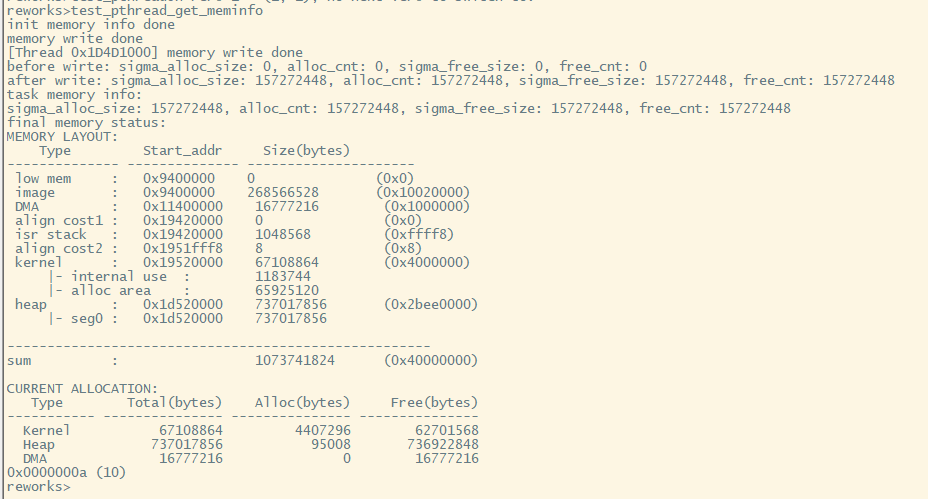 reworks>test_pthread_get_meminfo
init memory info done
memory write done
[Thread 0x1D4D1000] memory write done
before wirte: sigma_alloc_size: 0, alloc_cnt: 0, sigma_free_size: 0, free_cnt: 0
after write: sigma_alloc_size: 157272448, alloc_cnt: 157272448, sigma_free_size: 157272448, free_cnt: 157272448
task memory info:
sigma_alloc_size: 157272448, alloc_cnt: 157272448, sigma_free_size: 157272448, free_cnt: 157272448
final memory status:
MEMORY LAYOUT:
    Type         Start_addr     Size(bytes)
-------------- -------------- ---------------------
 low mem     :   0x9400000    0               (0x0)
 image       :   0x9400000    268566528       (0x10020000)
 DMA         :   0x11400000    16777216        (0x1000000)
 align cost1 :   0x19420000    0               (0x0)
 isr stack   :   0x19420000    1048568         (0xffff8)
 align cost2 :   0x1951fff8    8               (0x8)
 kernel      :   0x19520000    67108864        (0x4000000)
     |- internal use  :        1183744
     |- alloc area    :        65925120
 heap        :   0x1d520000    737017856       (0x2bee0000)
     |- seg0 :   0x1d520000    737017856
-----------------------------------------------------
sum          :                 1073741824      (0x40000000)
CURRENT ALLOCATION:
   Type        Total(bytes)    Alloc(bytes)     Free(bytes)
----------- --------------- --------------- ---------------
  Kernel           67108864         4407296        62701568
  Heap            737017856           95008       736922848
  DMA              16777216               0        16777216
0x0000000a (10)
reworks>